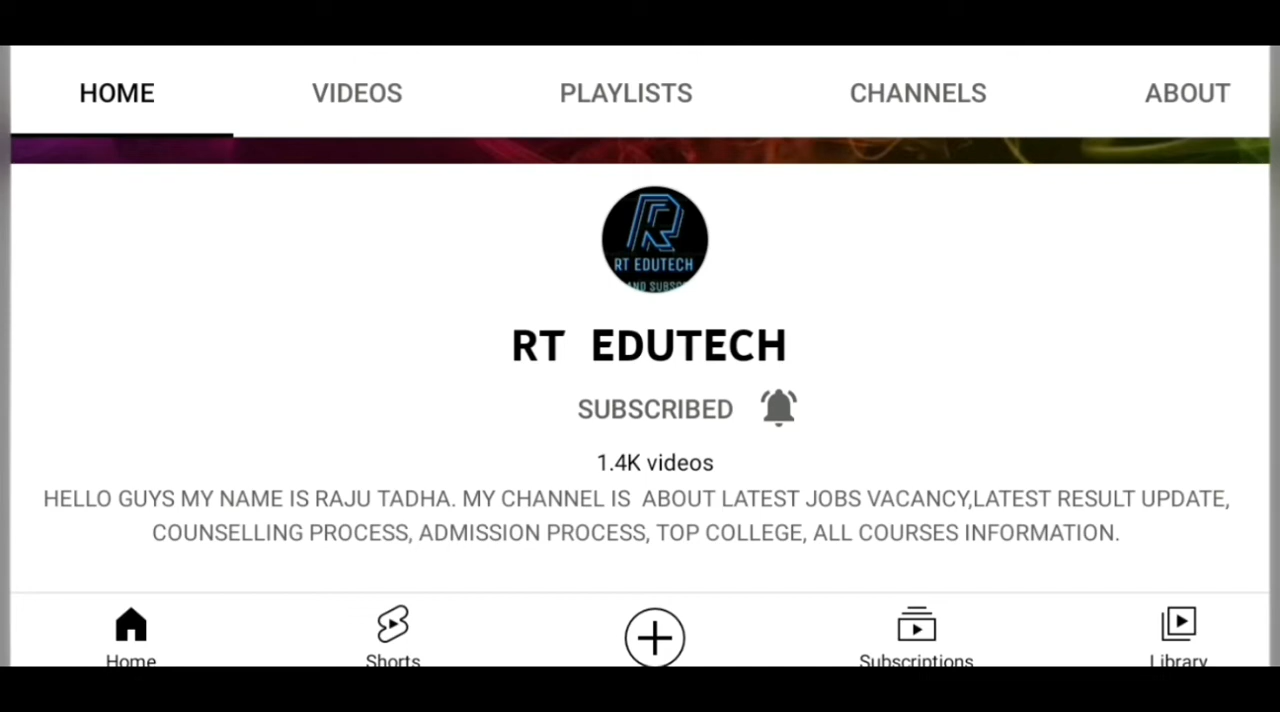 HOME VIDEOS PLAYLISTS CHANNELS ABOUT
RT EDUTECH
AND SUBSC
RT EDUTECH
SUBSCRIBED
1.4K videos
HELLO GUYS MY NAME IS RAJU TADHA. MY CHANNEL IS ABOUT LATEST JOBS VACANCY,LATEST RESULT UPDATE,
COUNSELLING PROCESS, ADMISSION PROCESS, TOP COLLEGE, ALL COURSES INFORMATION.
Home Shorts Subscriptions Library